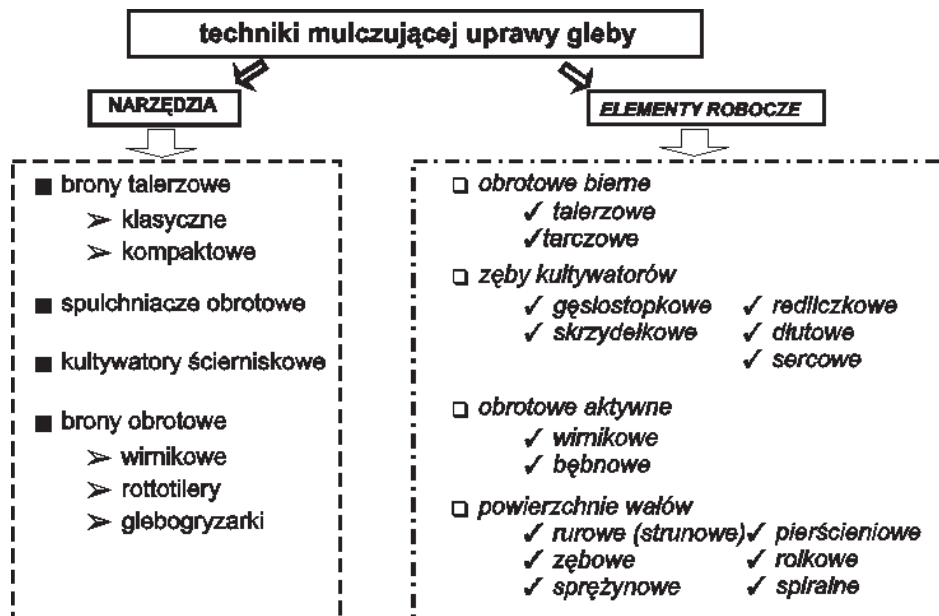 techniki mulczującej uprawy gleby
NARZĘDZIA
■ brony talerzowe
➢ klasyczne
➢ kompaktowe
■ spulchniacze obrotowe
■ kultywatory ścierniskowe
■ brony obrotowe
➢ wirnikowe
➢ rottotilery
➢ glebogryzarki
ELEMENTY ROBOCZE
❑ obrotowe bierne
✓ talerzowe
✓ tarczowe
❑ zęby kultywatorów
✓ gęsiostopkowe ✓ redliczkowe
✓ skrzydełkowe ✓ dłutowe
✓ sercowe
❑ obrotowe aktywne
✓ wirnikowe
✓ bębnowe
❑ powierzchnie wałów
✓ rurowe (strunowe) ✓ pierścieniowe
✓ zębowe ✓ rolkowe
✓ sprężynowe ✓ spiralne